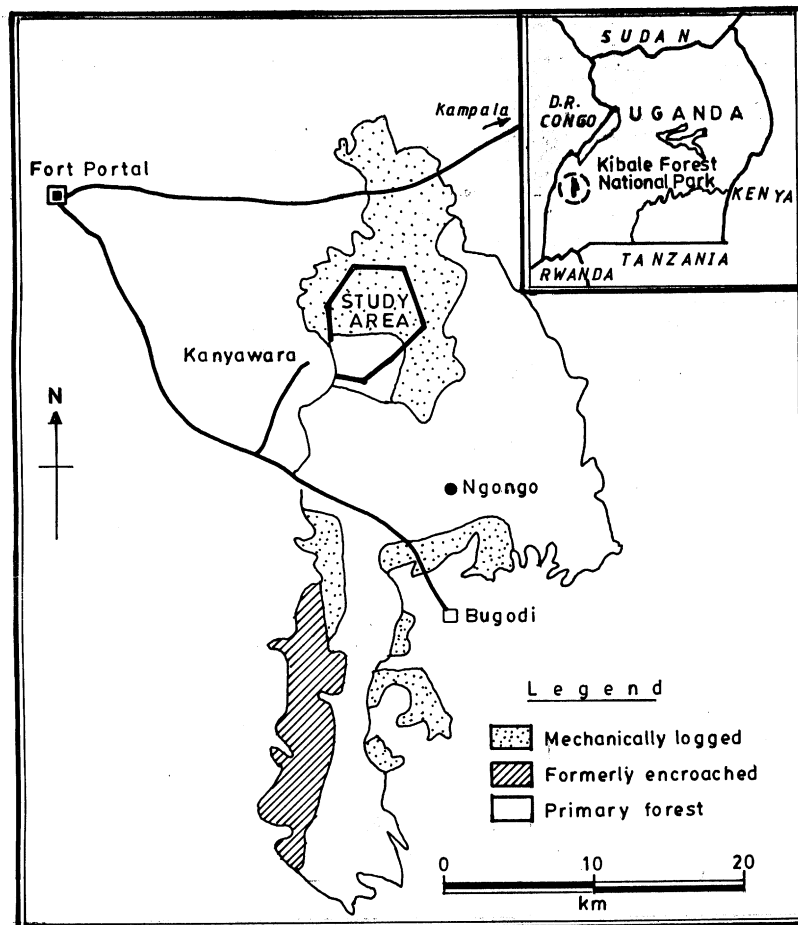 SUDAN
D.R.
CONGO
UGANDA
Kibale Forest
National Park
KENYA
TANZANIA
RWANDA
Kampala
Fort Portal
STUDY
AREA
Kanyawara
N
Ngongo
Bugodi
Legend
Mechanically logged
Formerly encroached
Primary forest
0 10 20
km